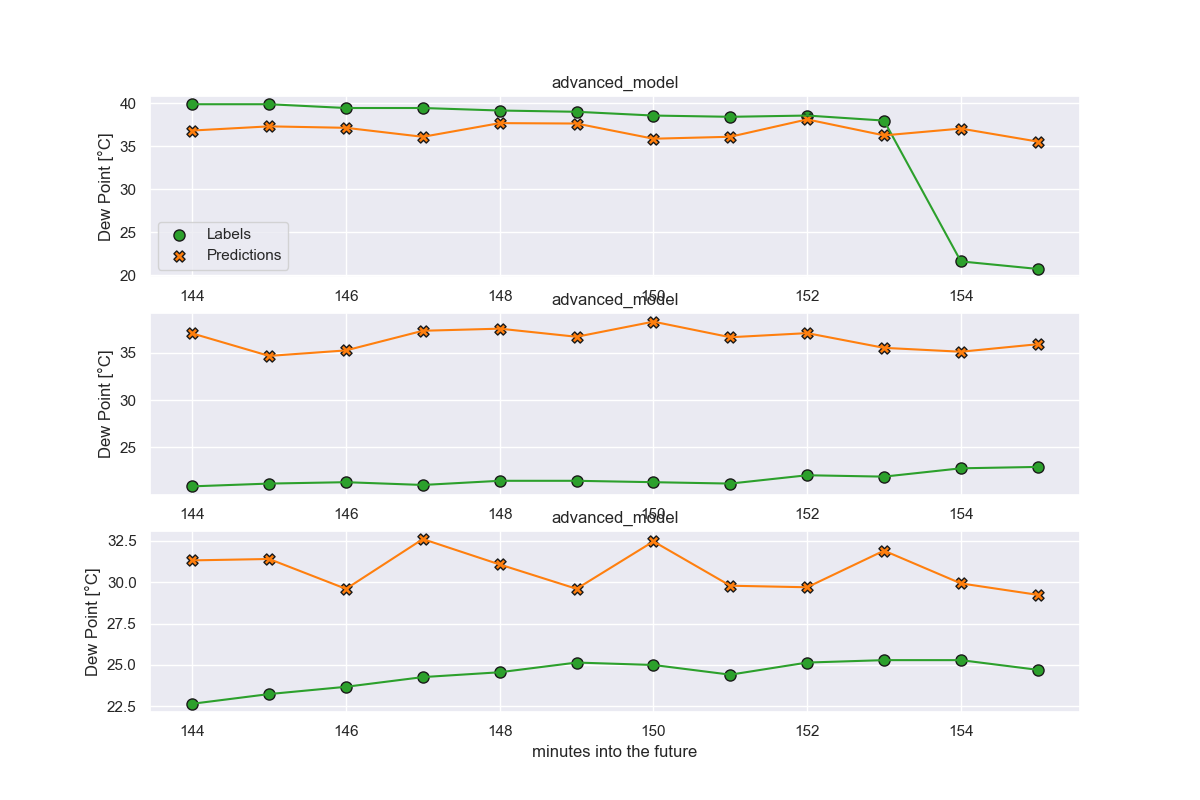 advanced_model
Dew Point [°C]
40
35
30
25
20
Labels
Predictions
144 146 148 150 152 154
advanced_model
Dew Point [°C]
35
30
25
144 146 148 150 152 154
advanced_model
Dew Point [°C]
32.5
30.0
27.5
25.0
22.5
144 146 148 150 152 154
minutes into the future